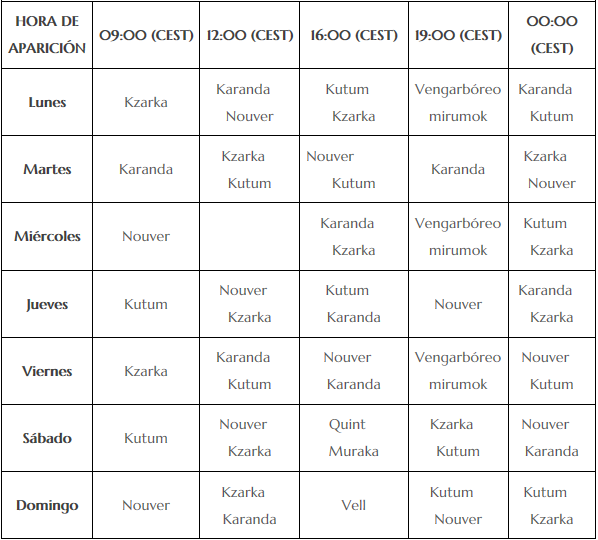 HORA DE
APARICIÓN
09:00 (CEST)
12:00 (CEST)
16:00 (CEST)
19:00 (CEST)
00:00
(CEST)
Lunes
Kzarka
Karanda
Nouver
Kutum
Kzarka
Vengarbóreo
mirumok
Karanda
Kutum
Martes
Karanda
Kzarka
Kutum
Nouver
Kutum
Karanda
Kzarka
Nouver
Miércoles
Nouver
Karanda
Kzarka
Vengarbóreo
mirumok
Kutum
Kzarka
Jueves
Kutum
Nouver
Kzarka
Kutum
Karanda
Nouver
Karanda
Kzarka
Viernes
Kzarka
Karanda
Kutum
Nouver
Karanda
Vengarbóreo
mirumok
Nouver
Kutum
Sábado
Kutum
Nouver
Kzarka
Quint
Muraka
Kzarka
Kutum
Nouver
Karanda
Domingo
Nouver
Kzarka
Karanda
Vell
Kutum
Nouver
Kutum
Kzarka